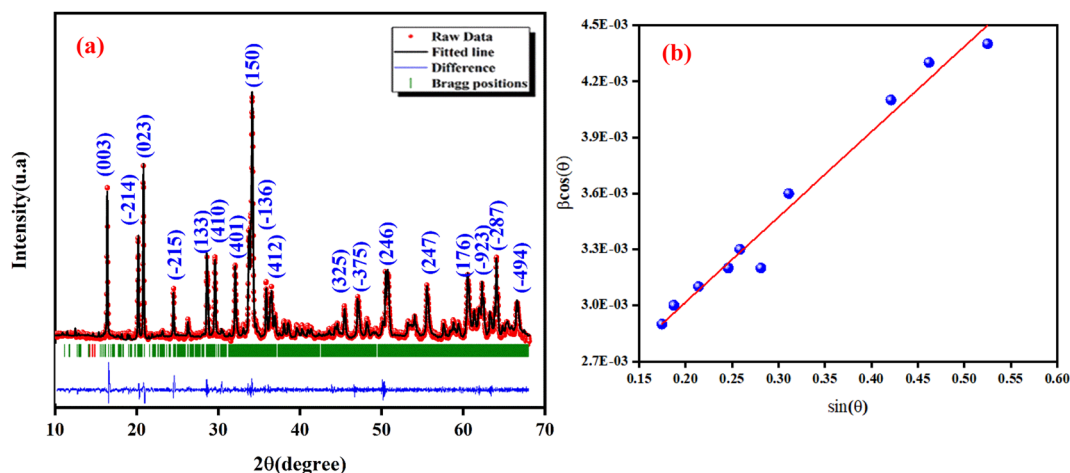 (a)
Raw Data
Fitted line
Difference
Bragg positions
(003)
(-214)
(023)
(-215)
(133)
(410)
(401)
(150)
(-136)
(412)
(325)
(-375)
(246)
(247)
(176)
(-923)
(-287)
(-494)
Intensity(u.a)
10 20 30 40 50 60 70
2θ(degree)
(b)
4.5E-03
4.2E-03
3.9E-03
3.6E-03
3.3E-03
3.0E-03
2.7E-03
βcos(θ)
0.15 0.20 0.25 0.30 0.35 0.40 0.45 0.50 0.55 0.60
sin(θ)